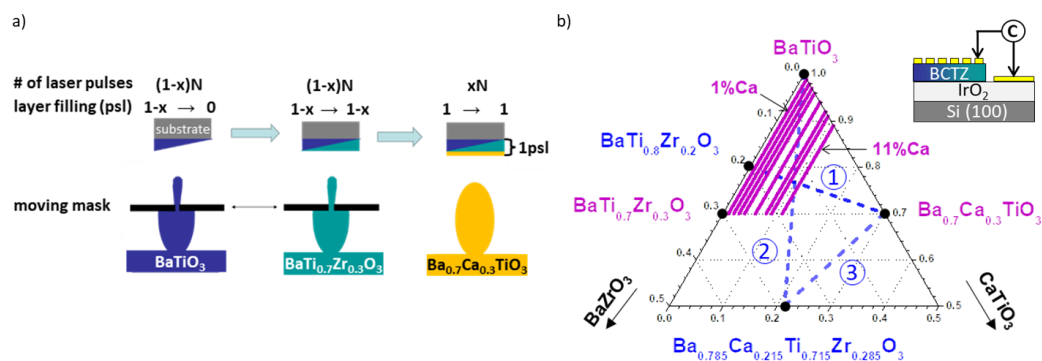 a)
# of laser pulses (1-x)N (1-x)N xN
layer filling (psl) 1-x → 0 1-x → 1-x 1 → 1
substrate
1psl
moving mask
BaTiO₃
BaTi₀.₇Zr₀.₃O₃
Ba₀.₇Ca₀.₃TiO₃
b)
BaTiO₃
C
BCTZ
IrO₂
Si (100)
0.0 1.0
1%Ca
0.1
11%Ca
BaTi₀.₈Zr₀.₂O₃
0.2
0.8
①
BaTi₀.₇Zr₀.₃O₃
0.3
0.7
Ba₀.₇Ca₀.₃TiO₃
②
③
0.4
0.6
BaZrO₃
0.5
0.5
CaTiO₃
0.0 0.1 0.2 0.3 0.4 0.5
Ba₀.₇₈₅Ca₀.₂₁₅Ti₀.₇₁₅Zr₀.₂₈₅O₃